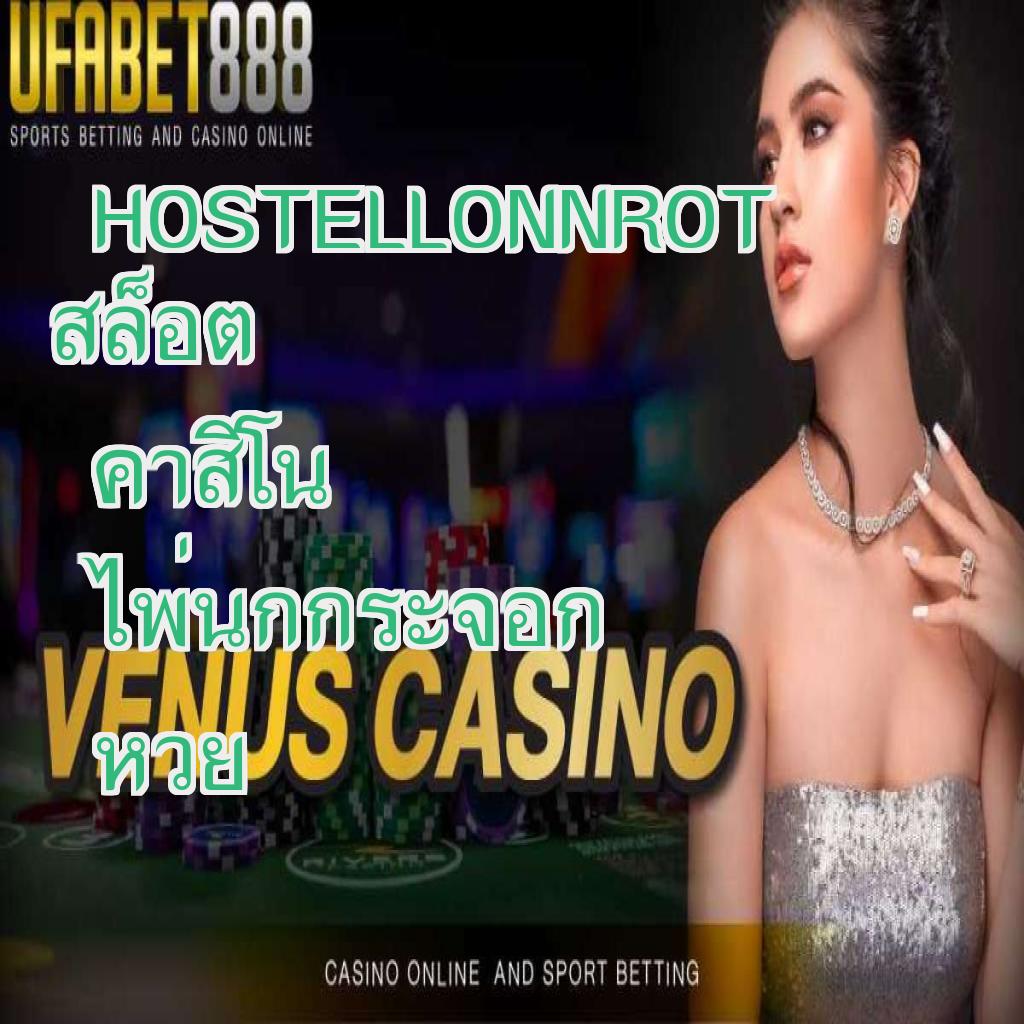 UFABET888
SPORTS BETTING AND CASINO ONLINE
HOSTELLONNROT
สล็อต
คาสิโน
ไพ่นกกระจอก
VENUS CASINO
หวย
CASINO ONLINE AND SPORT BETTING